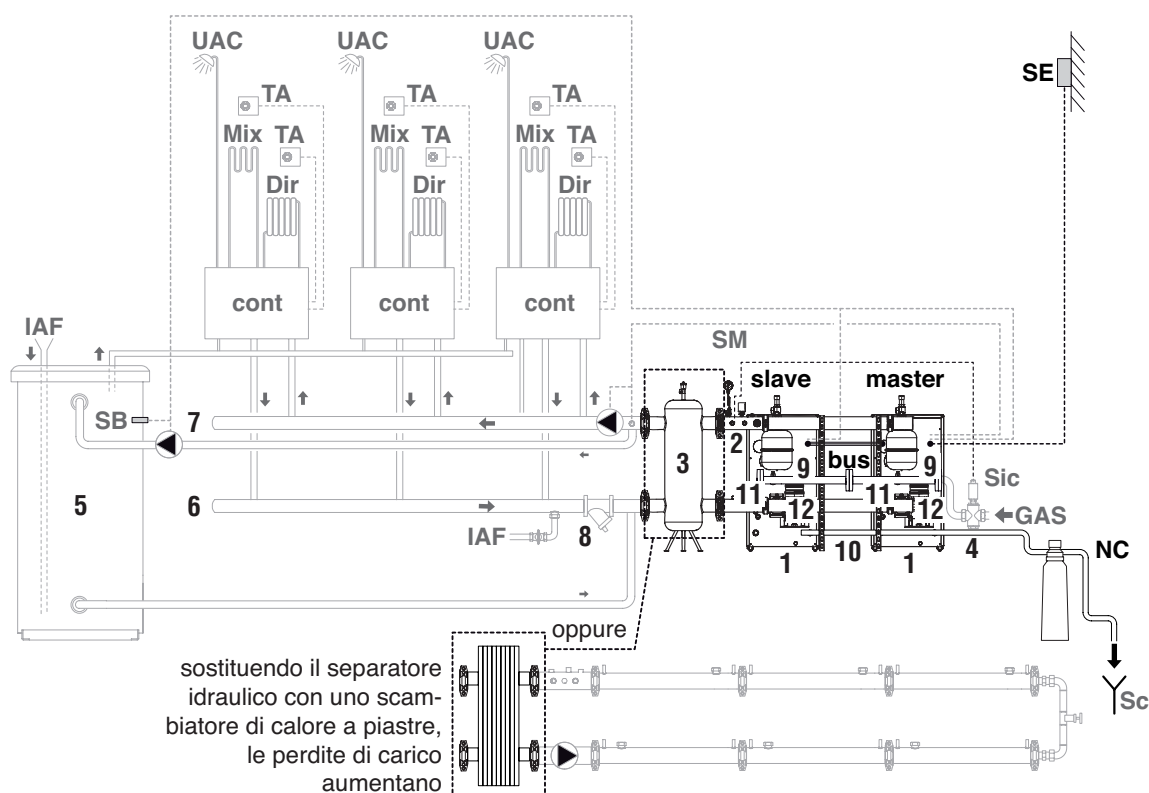 UAC UAC UAC
SE
TA TA TA
Mix TA Mix TA Mix TA
Dir Dir Dir
cont cont cont
IAF
SM
slave master
SB 7 2
3 9 bus 9
Sic
5 11 11
6 12 12
GAS
IAF 8 4
1 10 1 NC
oppure
sostituendo il separatore
idraulico con uno scam-
biatore di calore a piastre,
le perdite di carico
aumentano
Sc